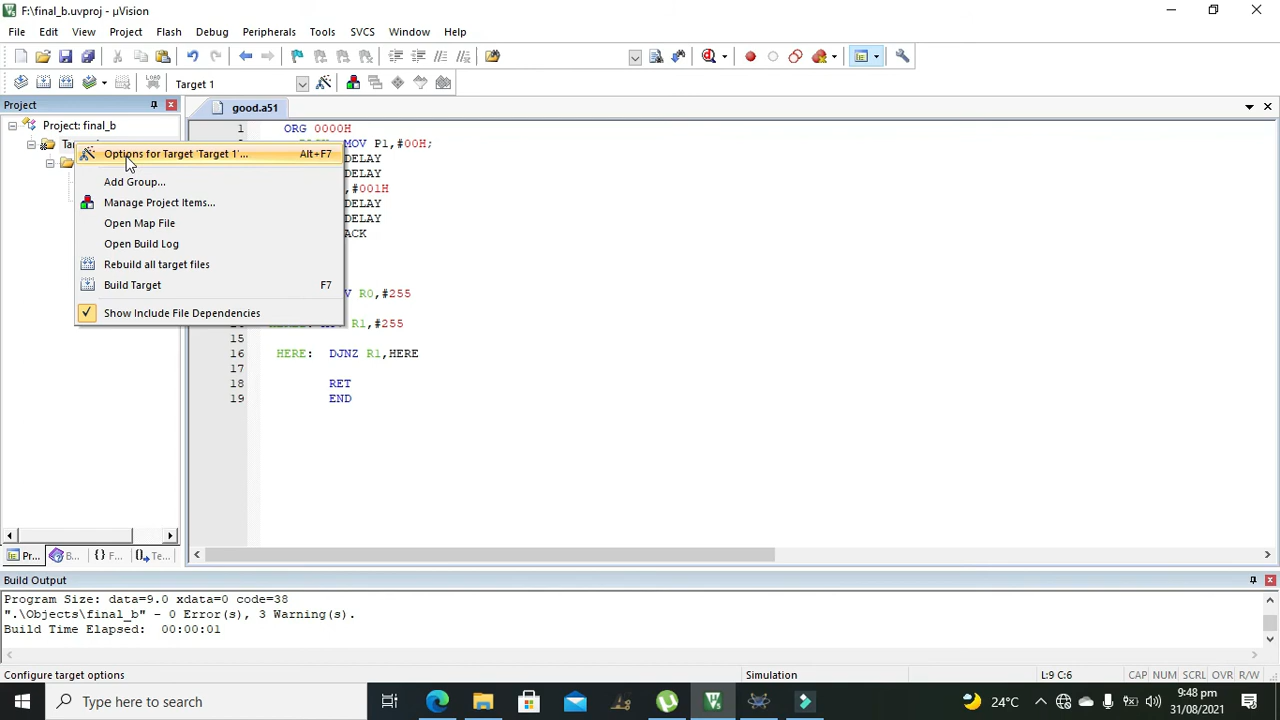 F:\final_b.uvproj - µVision
File Edit View Project Flash Debug Peripherals Tools SVCS Window Help
Target 1
Project
good.a51
Project: final_b
Options for Target 'Target 1'... Alt+F7
Add Group...
Manage Project Items...
Open Map File
Open Build Log
Rebuild all target files
Build Target F7
Show Include File Dependencies
1 ORG 0000H
MOV P1,#00H;
DELAY
DELAY
,#001H
DELAY
DELAY
ACK
R0,#255
R1,#255
15
16 HERE: DJNZ R1,HERE
17
18 RET
19 END
Pr... B... {} F... Te...
Build Output
Program Size: data=9.0 xdata=0 code=38
".\Objects\final_b" - 0 Error(s), 3 Warning(s).
Build Time Elapsed: 00:00:01
Configure target options Simulation L:9 C:6 CAP NUM SCRL OVR R/W
Type here to search 24°C 9:48 pm
31/08/2021